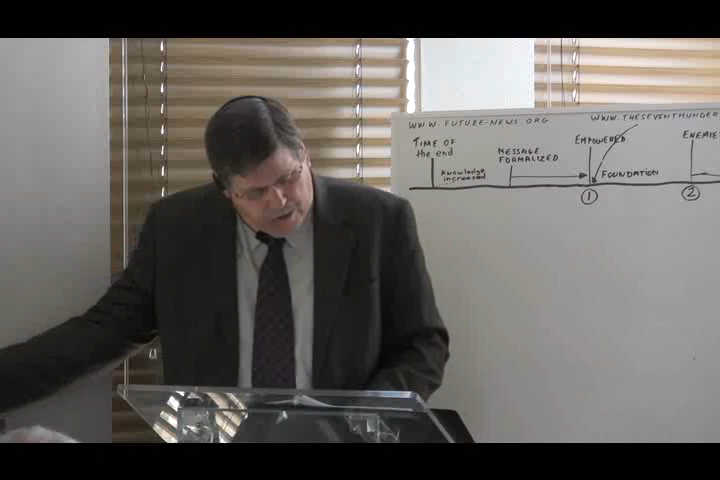 WWW.FUTURE-NEWS.ORG
WWW.THESEVENTHUNDER
TIME OF
the end
Knowledge
increased
MESSAGE
FORMALIZED
EMPOWERED
FOUNDATION
1
ENEMIE
2